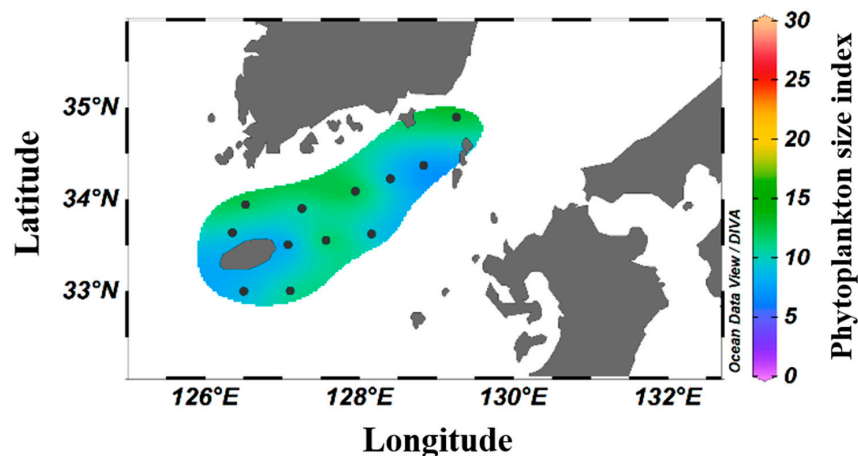 35°N
34°N
33°N
126°E
128°E
130°E
132°E
Latitude
Longitude
Ocean Data View / DIVA
30
25
20
15
10
5
0
Phytoplankton size index